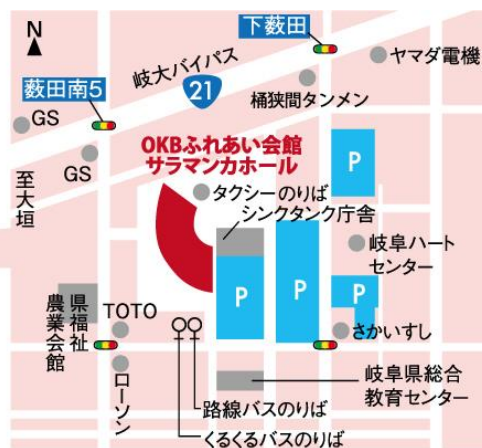 N
下薮田
ヤマダ電機
岐大バイパス
21
桶狭間タンメン
薮田南5
GS
GS
至大垣
OKBふれあい会館
サラマンカホール
タクシーのりば
シンクタンク庁舎
P
P
P
P
岐阜ハート
センター
県福祉
農業会館
TOTO
ローソン
さかいすし
岐阜県総合
教育センター
路線バスのりば
くるくるバスのりば